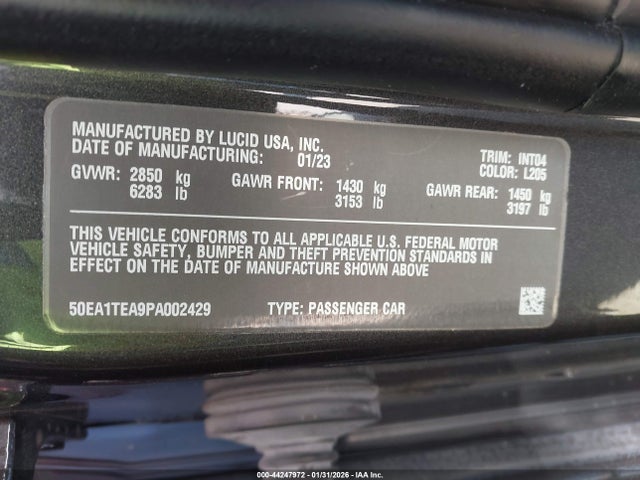 MANUFACTURED BY LUCID USA, INC.
DATE OF MANUFACTURING: 01/23 TRIM: INT04
COLOR: L205
GVWR: 2850 kg GAWR FRONT: 1430 kg GAWR REAR: 1450 kg
6283 lb 3153 lb 3197 lb
THIS VEHICLE CONFORMS TO ALL APPLICABLE U.S. FEDERAL MOTOR
VEHICLE SAFETY, BUMPER AND THEFT PREVENTION STANDARDS IN
EFFECT ON THE DATE OF MANUFACTURE SHOWN ABOVE
50EA1TEA9PA002429 TYPE: PASSENGER CAR
000-44247972 - 01/31/2026 - IAA Inc.